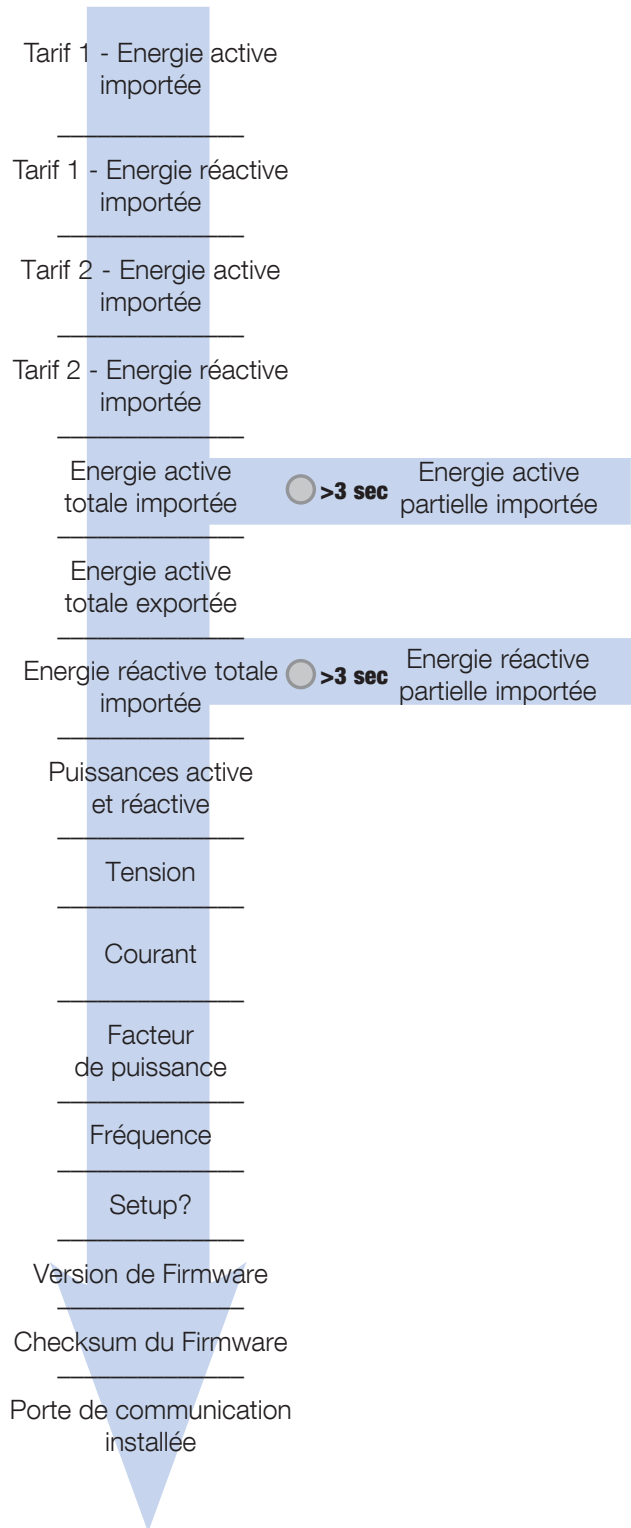 Tarif 1 - Energie active
importée
Tarif 1 - Energie réactive
importée
Tarif 2 - Energie active
importée
Tarif 2 - Energie réactive
importée
Energie active
totale importée
>3 sec
Energie active
partielle importée
Energie active
totale exportée
Energie réactive totale
importée
>3 sec
Energie réactive
partielle importée
Puissances active
et réactive
Tension
Courant
Facteur
de puissance
Fréquence
Setup?
Version de Firmware
Checksum du Firmware
Porte de communication
installée